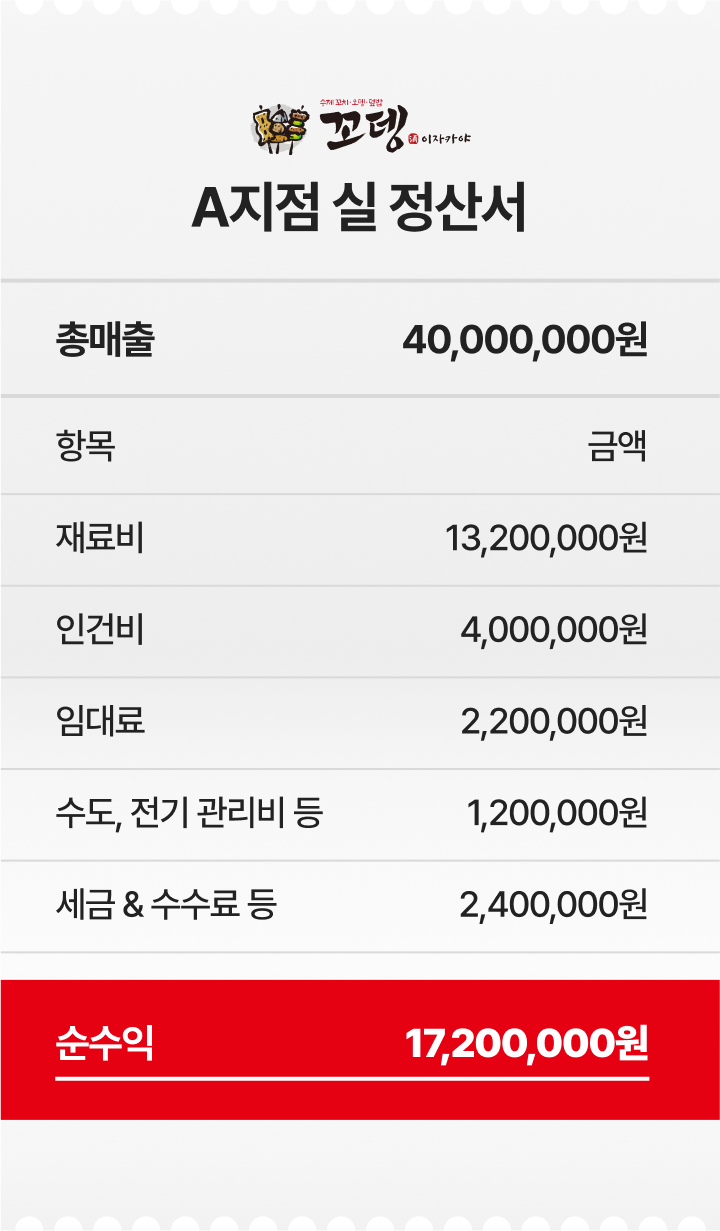 수제 꼬치·오뎅·덮밥
꼬뎅 酒 이자카야
A지점 실 정산서
총매출 40,000,000원
항목 금액
재료비 13,200,000원
인건비 4,000,000원
임대료 2,200,000원
수도, 전기 관리비 등 1,200,000원
세금 & 수수료 등 2,400,000원
순수익 17,200,000원